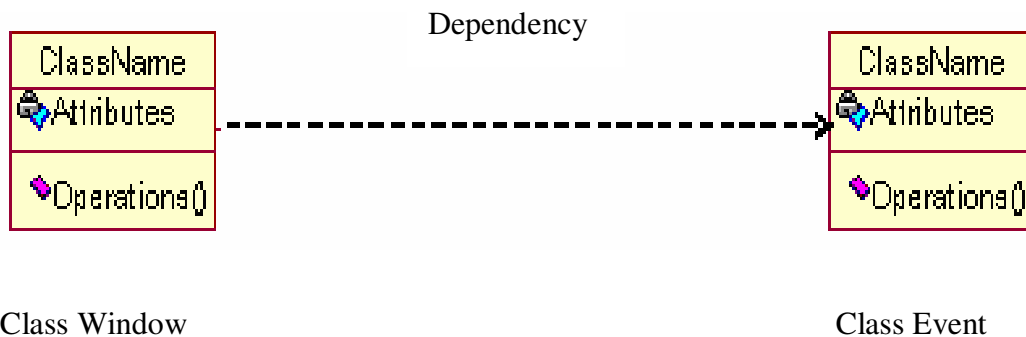 Dependency
ClassName
Attributes
Operations()
ClassName
Attributes
Operations()
Class Window
Class Event